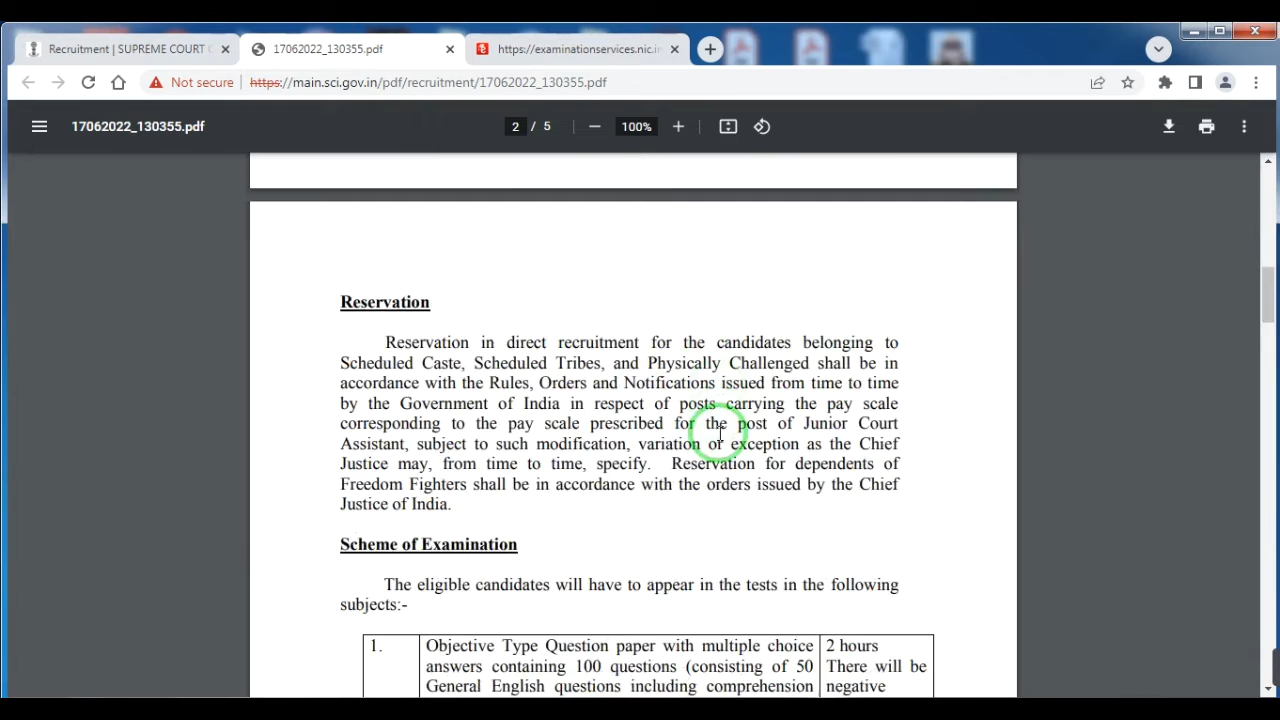 Recruitment | SUPREME COURT
17062022_130355.pdf
https://examinationservices.nic.in
Not secure
https://main.sci.gov.in/pdf/recruitment/17062022_130355.pdf
17062022_130355.pdf
2 / 5
100%
Reservation
Reservation in direct recruitment for the candidates belonging to
Scheduled Caste, Scheduled Tribes, and Physically Challenged shall be in
accordance with the Rules, Orders and Notifications issued from time to time
by the Government of India in respect of posts carrying the pay scale
corresponding to the pay scale prescribed for the post of Junior Court
Assistant, subject to such modification, variation or exception as the Chief
Justice may, from time to time, specify. Reservation for dependents of
Freedom Fighters shall be in accordance with the orders issued by the Chief
Justice of India.
Scheme of Examination
The eligible candidates will have to appear in the tests in the following
subjects:-
1. Objective Type Question paper with multiple choice 2 hours
answers containing 100 questions (consisting of 50 There will be
General English questions including comprehension negative